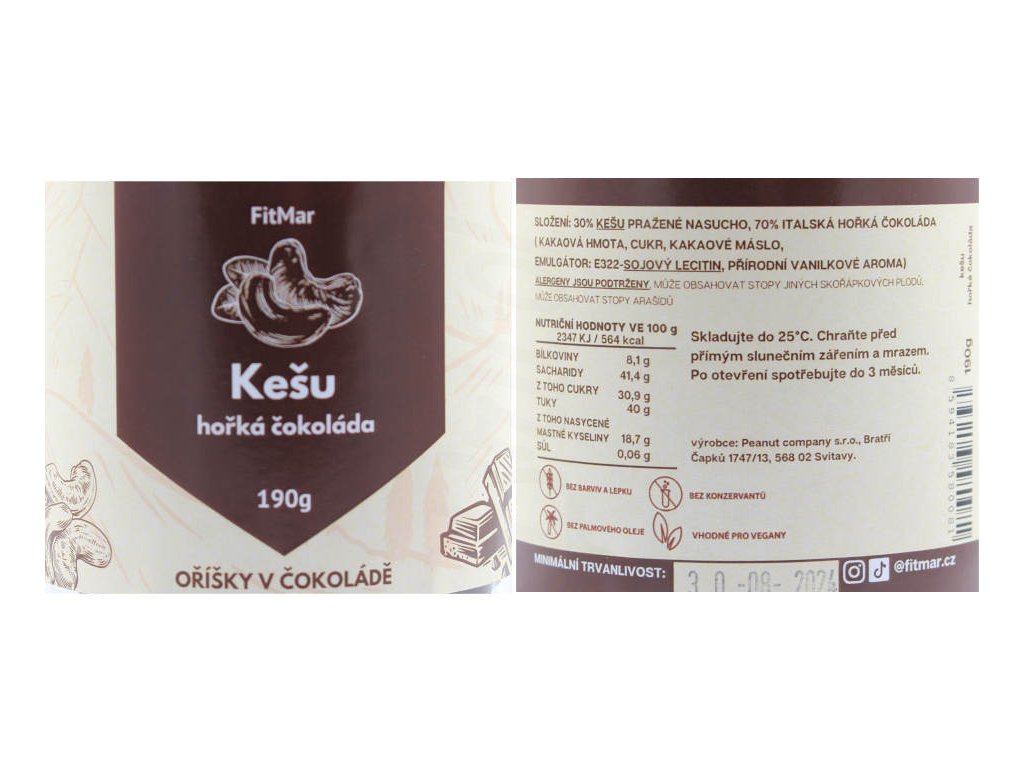 FitMar
Kešu
hořká čokoláda
190g
OŘÍŠKY V ČOKOLÁDĚ
SLOŽENÍ: 30% KEŠU PRAŽENÉ NASUCHO, 70% ITALSKÁ HOŘKÁ ČOKOLÁDA
( KAKAOVÁ HMOTA, CUKR, KAKAOVÉ MÁSLO,
EMULGÁTOR: E322-SOJOVÝ LECITIN, PŘÍRODNÍ VANILKOVÉ AROMA)
ALERGENY JSOU PODTRŽENY, MŮŽE OBSAHOVAT STOPY JINÝCH SKOŘÁPKOVÝCH PLODŮ.
MŮŽE OBSAHOVAT STOPY ARAŠÍDŮ
NUTRIČNÍ HODNOTY VE 100 g
2347 KJ / 564 kcal
BÍLKOVINY 8,1 g
SACHARIDY 41,4 g
Z TOHO CUKRY 30,9 g
TUKY 40 g
Z TOHO NASYCENÉ
MASTNÉ KYSELINY 18,7 g
SŮL 0,06 g
Skladujte do 25°C. Chraňte před
přímým slunečním zářením a mrazem.
Po otevření spotřebujte do 3 měsíců.
výrobce: Peanut company s.r.o., Bratří
Čapků 1747/13, 568 02 Svitavy.
BEZ BARVIV A LEPKU
BEZ KONZERVANTŮ
BEZ PALMOVÉHO OLEJE
VHODNÉ PRO VEGANY
MINIMÁLNÍ TRVANLIVOST: 30-08-2024
@fitmar.cz
kešu
hořká čokoláda
190g